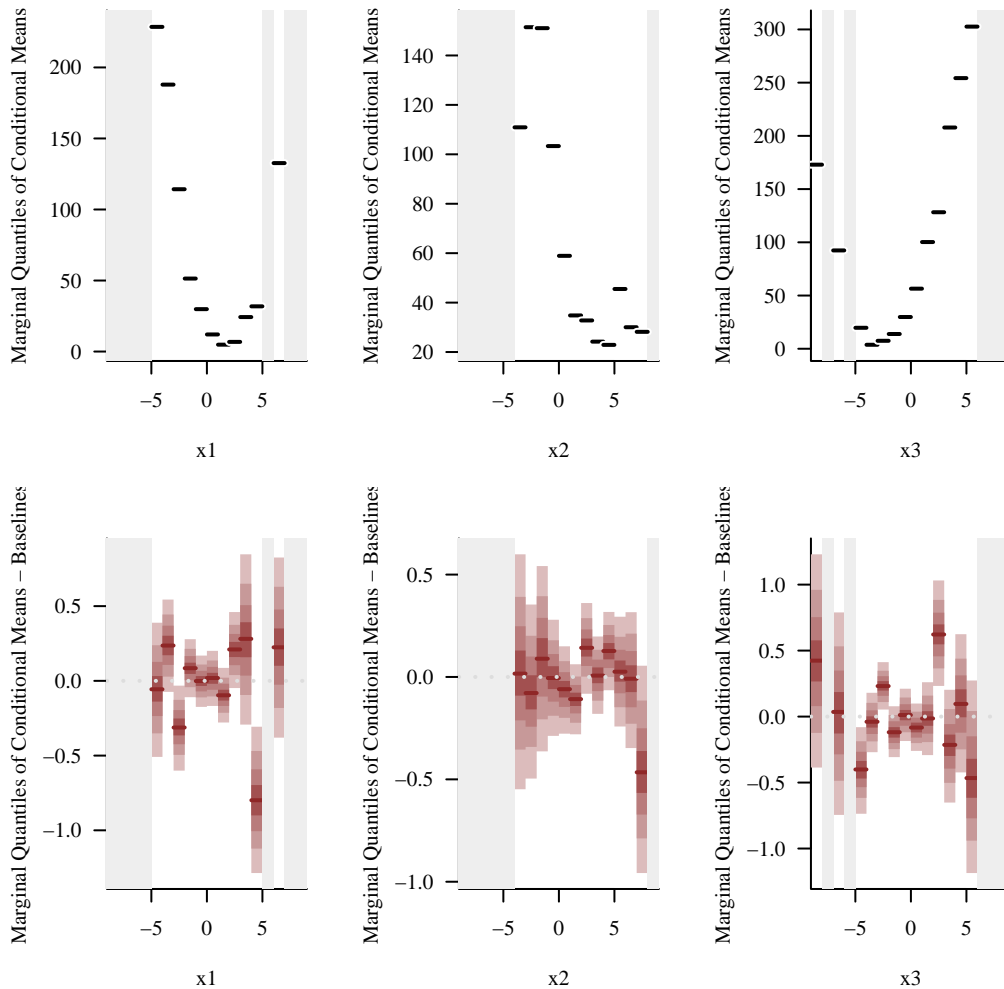 Marginal Quantiles of Conditional Means
200
150
100
50
0
−5 0 5
x1
Marginal Quantiles of Conditional Means
140
120
100
80
60
40
20
−5 0 5
x2
Marginal Quantiles of Conditional Means
300
250
200
150
100
50
0
−5 0 5
x3
Marginal Quantiles of Conditional Means − Baselines
0.5
0.0
−0.5
−1.0
−5 0 5
x1
Marginal Quantiles of Conditional Means − Baselines
0.5
0.0
−0.5
−1.0
−5 0 5
x2
Marginal Quantiles of Conditional Means − Baselines
1.0
0.5
0.0
−0.5
−1.0
−5 0 5
x3